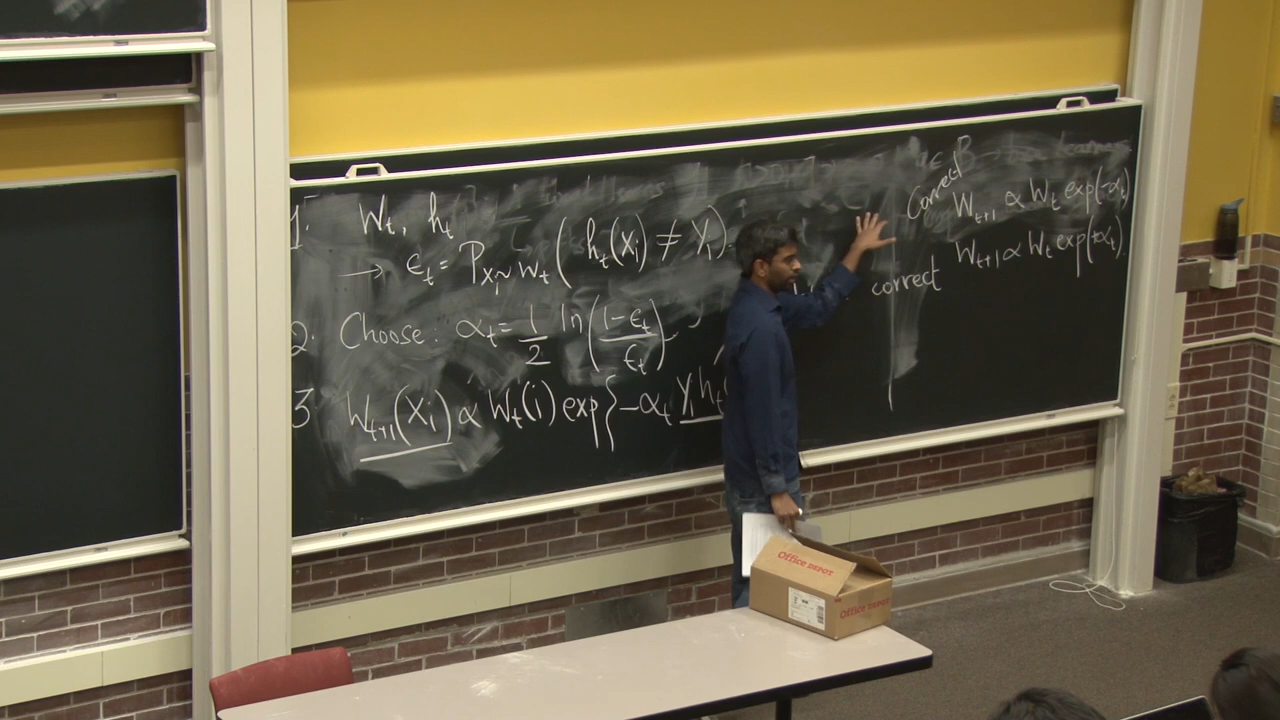 1. W_t, h_t
→ ϵ_t = P_{X_i ~ W_t} ( h_t(X_i) ≠ Y_i ).
2. Choose: α_t = 1/2 ln( (1-ϵ_t)/ϵ_t )
3 W_{t+1}(X_i) ∝ W_t(i) exp{ -α_t Y_i h_t
Correct W_{t+1} ∝ W_t exp(-α_t)
correct W_{t+1} ∝ W_t exp(+α_t).
Office DEPOT
Office DEPOT